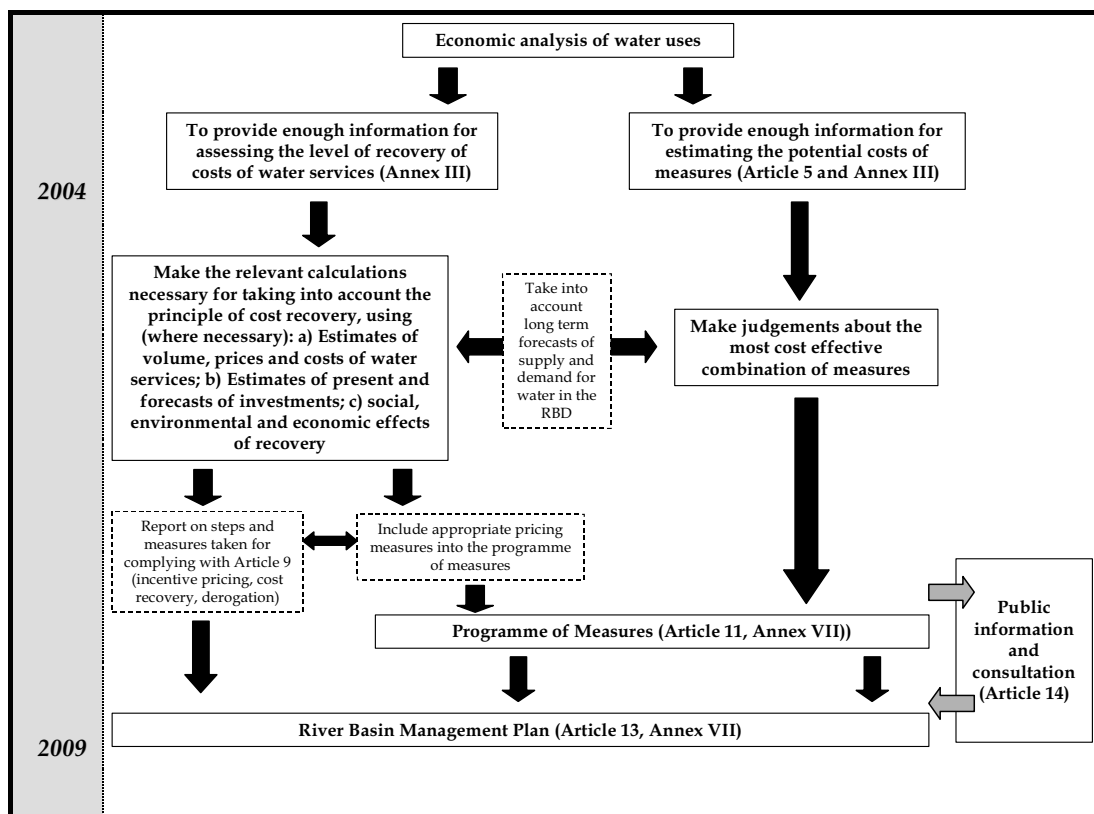 Economic analysis of water uses
To provide enough information for
assessing the level of recovery of
costs of water services (Annex III)
To provide enough information for
estimating the potential costs of
measures (Article 5 and Annex III)
2004
Make the relevant calculations
necessary for taking into account the
principle of cost recovery, using
(where necessary): a) Estimates of
volume, prices and costs of water
services; b) Estimates of present and
forecasts of investments; c) social,
environmental and economic effects
of recovery
Take into
account
long term
forecasts of
supply and
demand for
water in the
RBD
Make judgements about the
most cost effective
combination of measures
Report on steps and
measures taken for
complying with Article 9
(incentive pricing, cost
recovery, derogation)
Include appropriate pricing
measures into the programme
of measures
Programme of Measures (Article 11, Annex VII))
Public
information
and
consultation
(Article 14)
River Basin Management Plan (Article 13, Annex VII)
2009